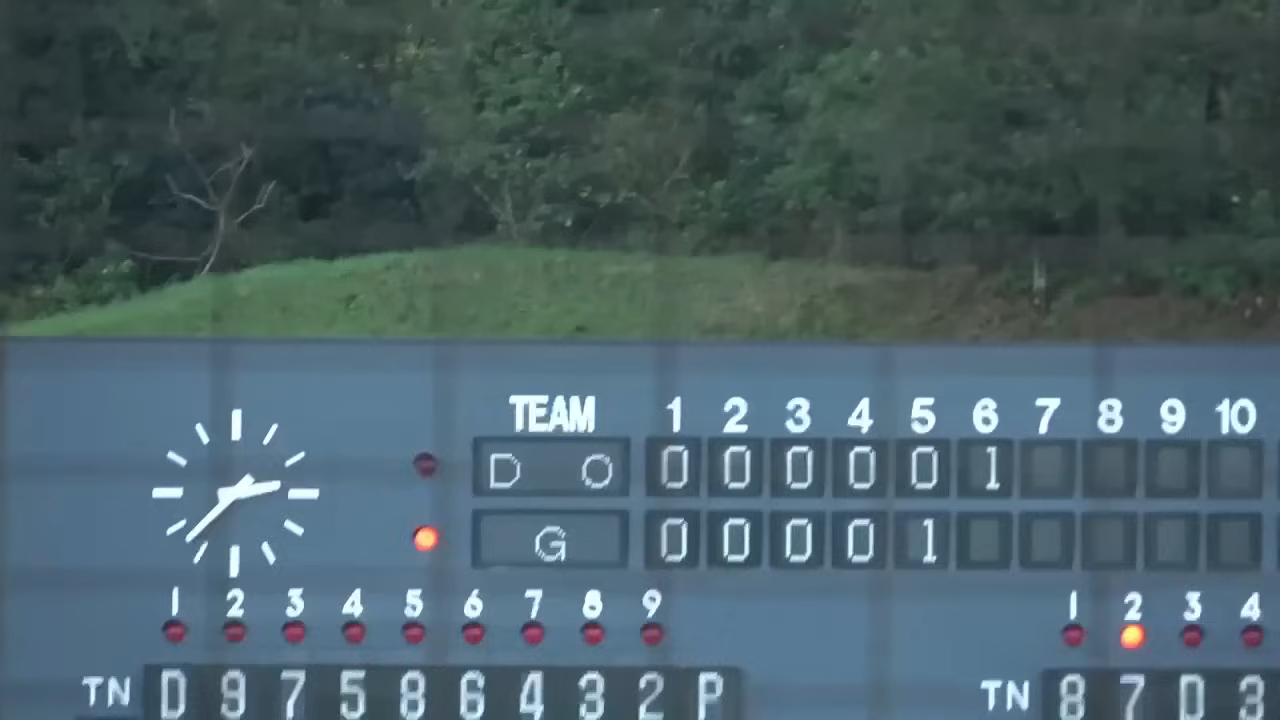 TEAM 1 2 3 4 5 6 7 8 9 10
D O 0 0 0 0 0 1
G 0 0 0 0 1
1 2 3 4 5 6 7 8 9 1 2 3 4
TN D 9 7 5 8 6 4 3 2 P TN 8 7 D 3